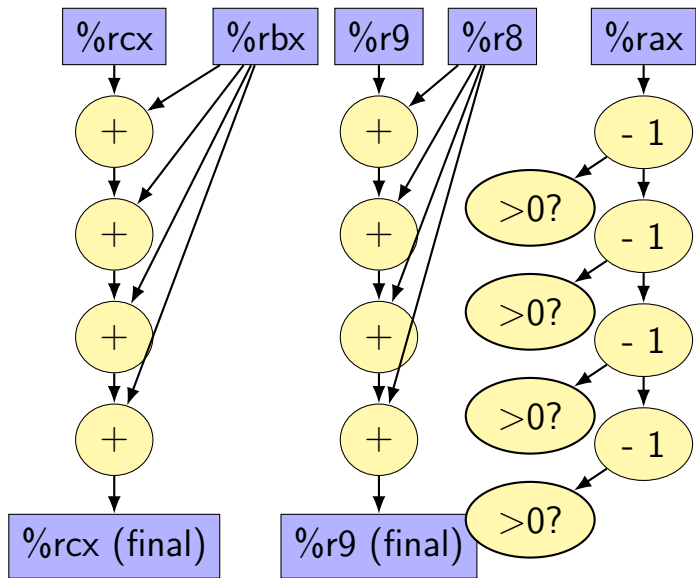 %rcx %rbx %r9 %r8 %rax
+ + - 1
>0?
+ + - 1
>0?
+ + - 1
>0?
+ + - 1
>0?
%rcx (final) %r9 (final)